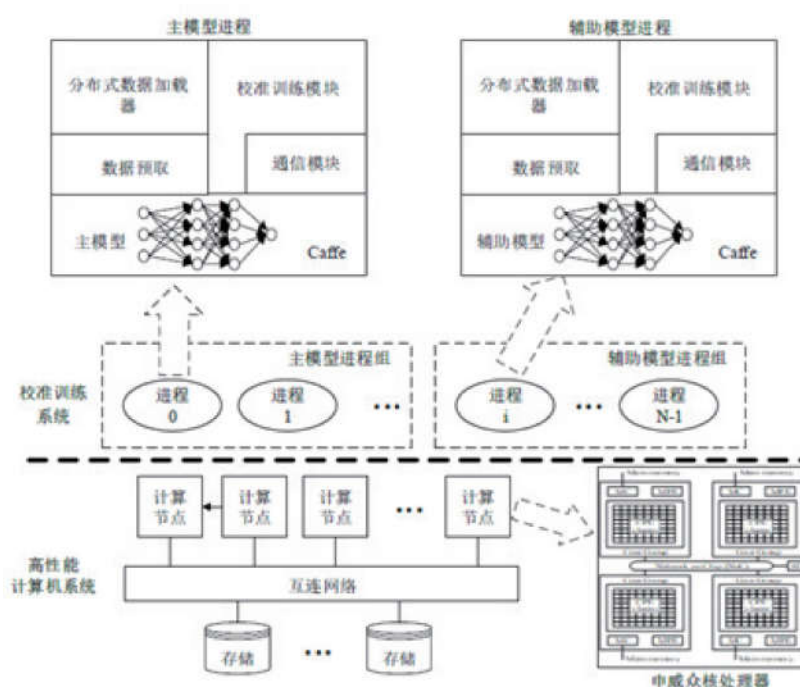 主模型进程
辅助模型进程
分布式数据加载
器
校准训练模块
分布式数据加载
器
校准训练模块
数据预取
通信模块
数据预取
通信模块
主模型
Caffe
辅助模型
Caffe
主模型进程组
辅助模型进程组
校准训练
系统
进程
0
进程
1
...
进程
i
...
进程
N-1
计算
节点
计算
节点
计算
节点
...
计算
节点
高性能
计算机系统
互连网络
存储
...
存储
申威众核处理器